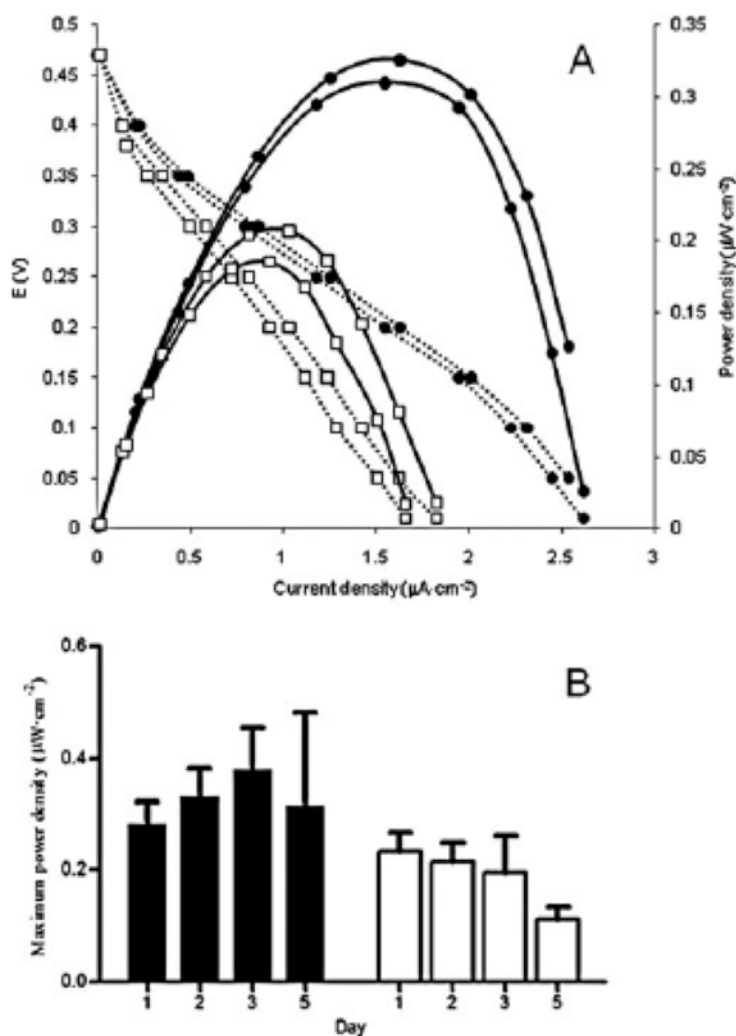 A
E (V)
0.5
0.45
0.4
0.35
0.3
0.25
0.2
0.15
0.1
0.05
0
0.35
0.3
0.25
0.2
0.15
0.1
0.05
0
Power density (µW·cm⁻²)
0 0.5 1 1.5 2 2.5 3
Current density (µA·cm⁻²)
B
Maximum power density (µW·cm⁻²)
0.6
0.4
0.2
0.0
1 2 3 5 1 2 3 5
Day